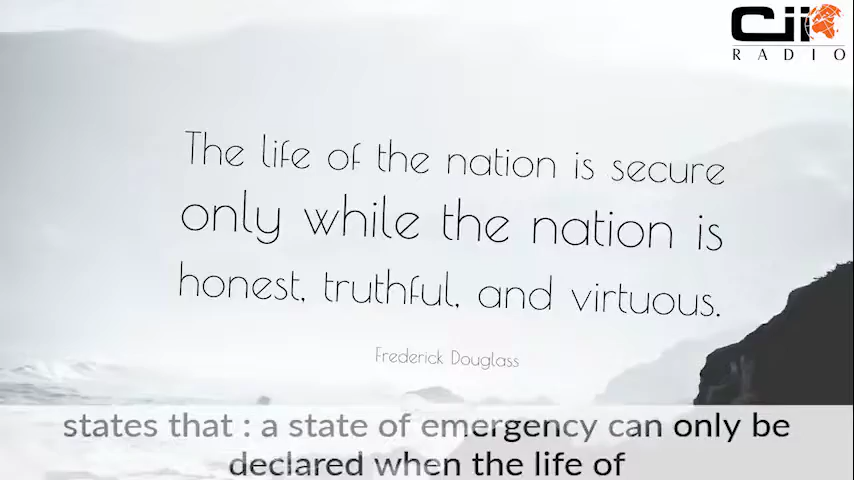 Cii
RADIO
The life of the nation is secure
only while the nation is
honest, truthful, and virtuous.
Frederick Douglass
states that : a state of emergency can only be
declared when the life of